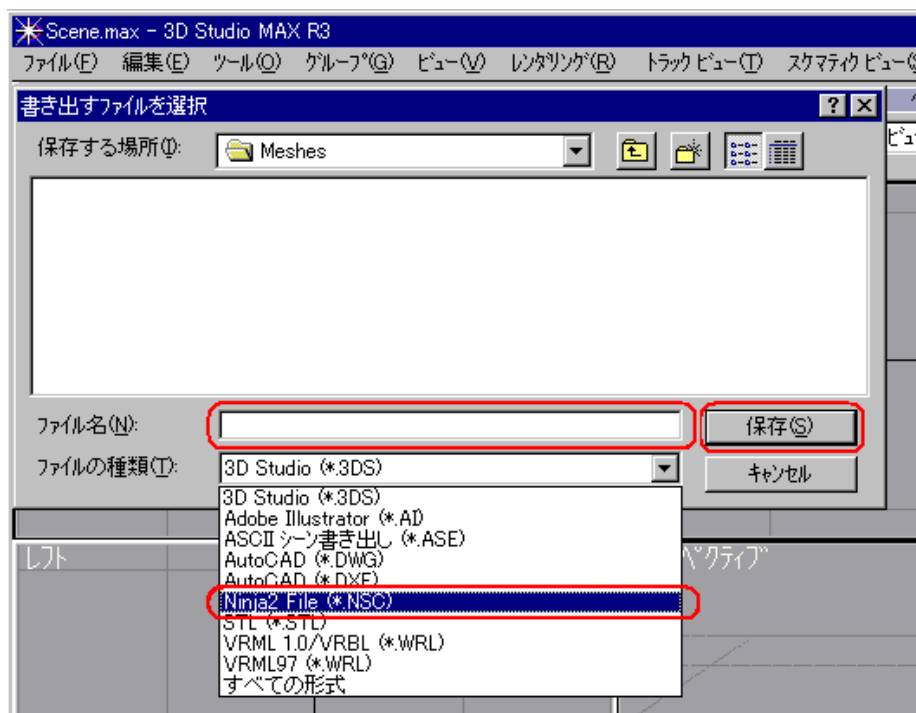 Scene.max - 3D Studio MAX R3
ファイル(F) 編集(E) ツール(O) グループ(G) ビュー(V) レンダリング(R) トラック ビュー(T) スクマティク ビュー(S
書き出すファイルを選択
保存する場所(I): Meshes
ビュー
ファイル名(N): 保存(S)
ファイルの種類(T): 3D Studio (*.3DS) キャンセル
3D Studio (*.3DS)
Adobe Illustrator (*.AI)
ASCII シーン書き出し (*.ASE)
AutoCAD (*.DWG)
AutoCAD (*.DXF)
Ninja2 File (*.NSC)
STL (*.STL)
VRML 1.0/VRBL (*.WRL)
VRML97 (*.WRL)
すべての形式
レフト ペクティブ